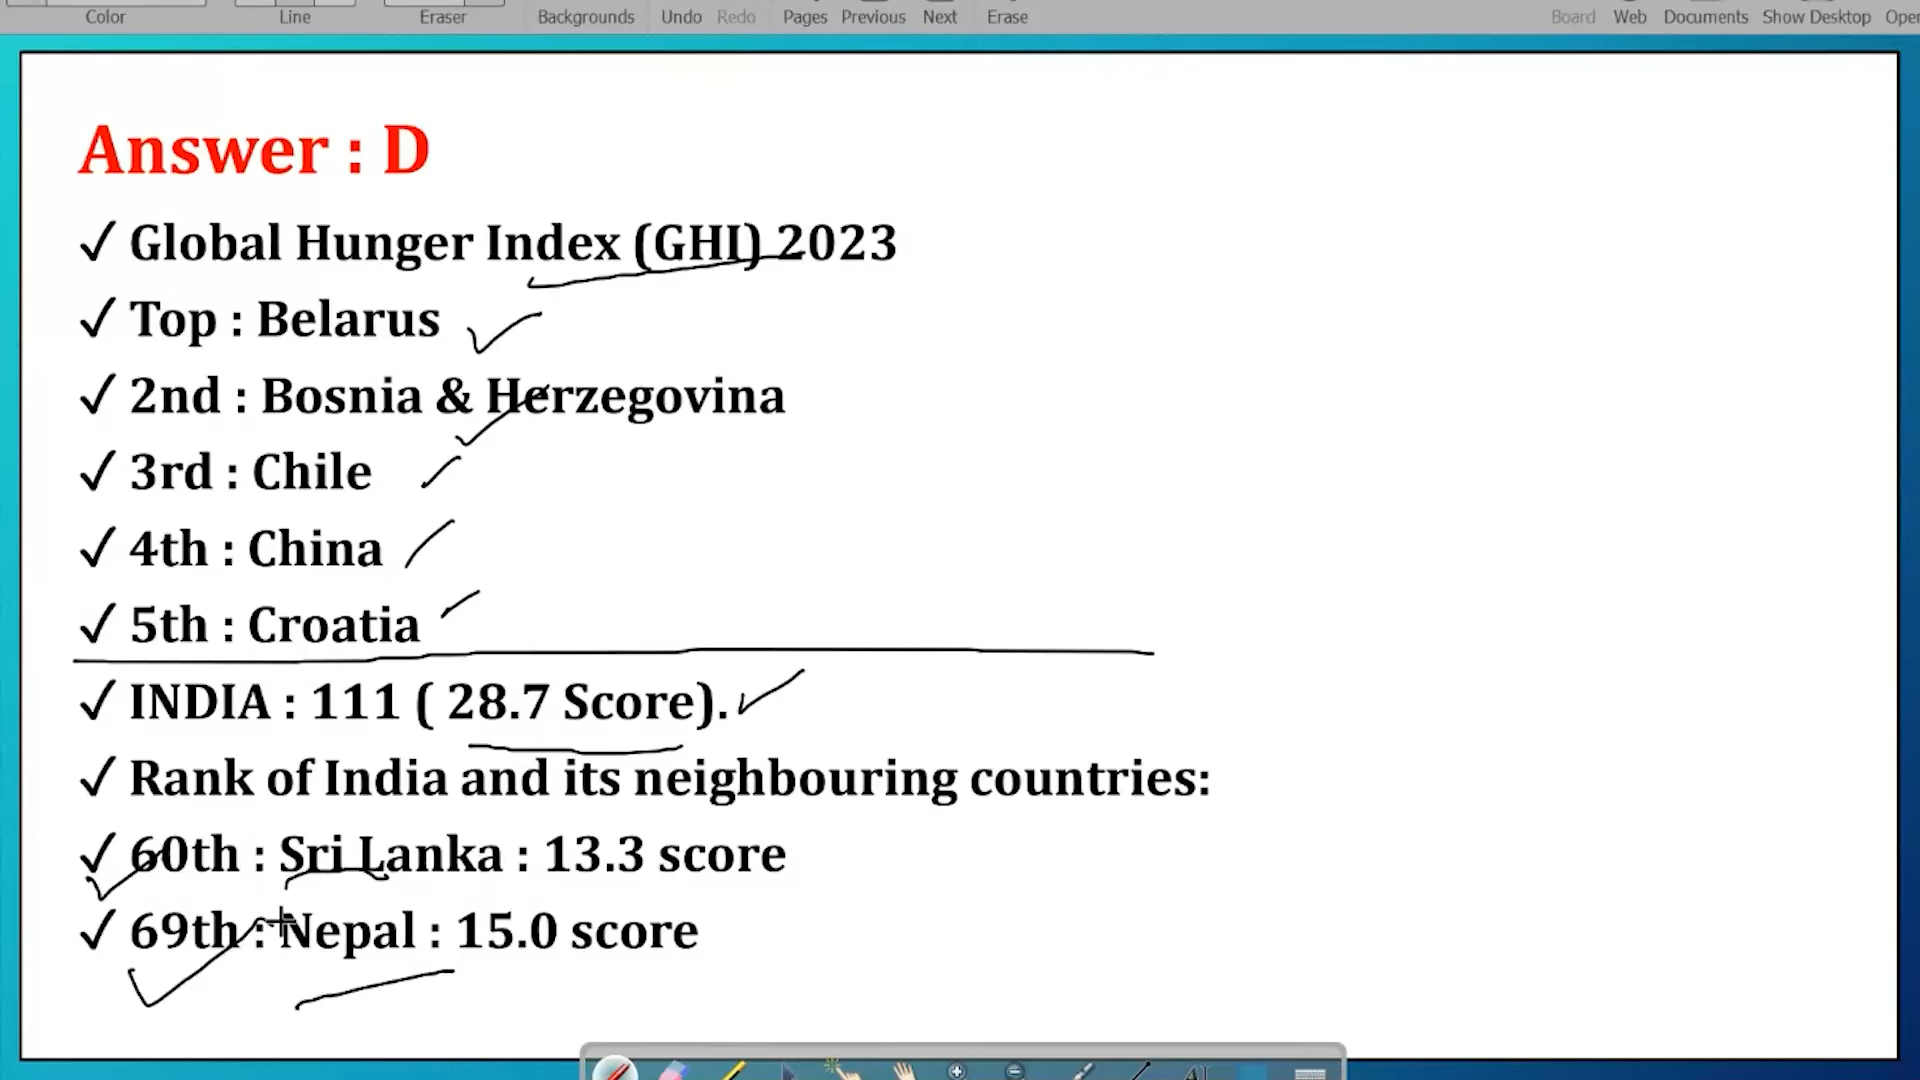 Color Line Eraser Backgrounds Undo Redo Pages Previous Next Erase Board Web Documents Show Desktop
Answer : D
✓ Global Hunger Index (GHI) 2023
✓ Top : Belarus
✓ 2nd : Bosnia & Herzegovina
✓ 3rd : Chile
✓ 4th : China
✓ 5th : Croatia
✓ INDIA : 111 ( 28.7 Score).
✓ Rank of India and its neighbouring countries:
✓ 60th : Sri Lanka : 13.3 score
✓ 69th : Nepal : 15.0 score